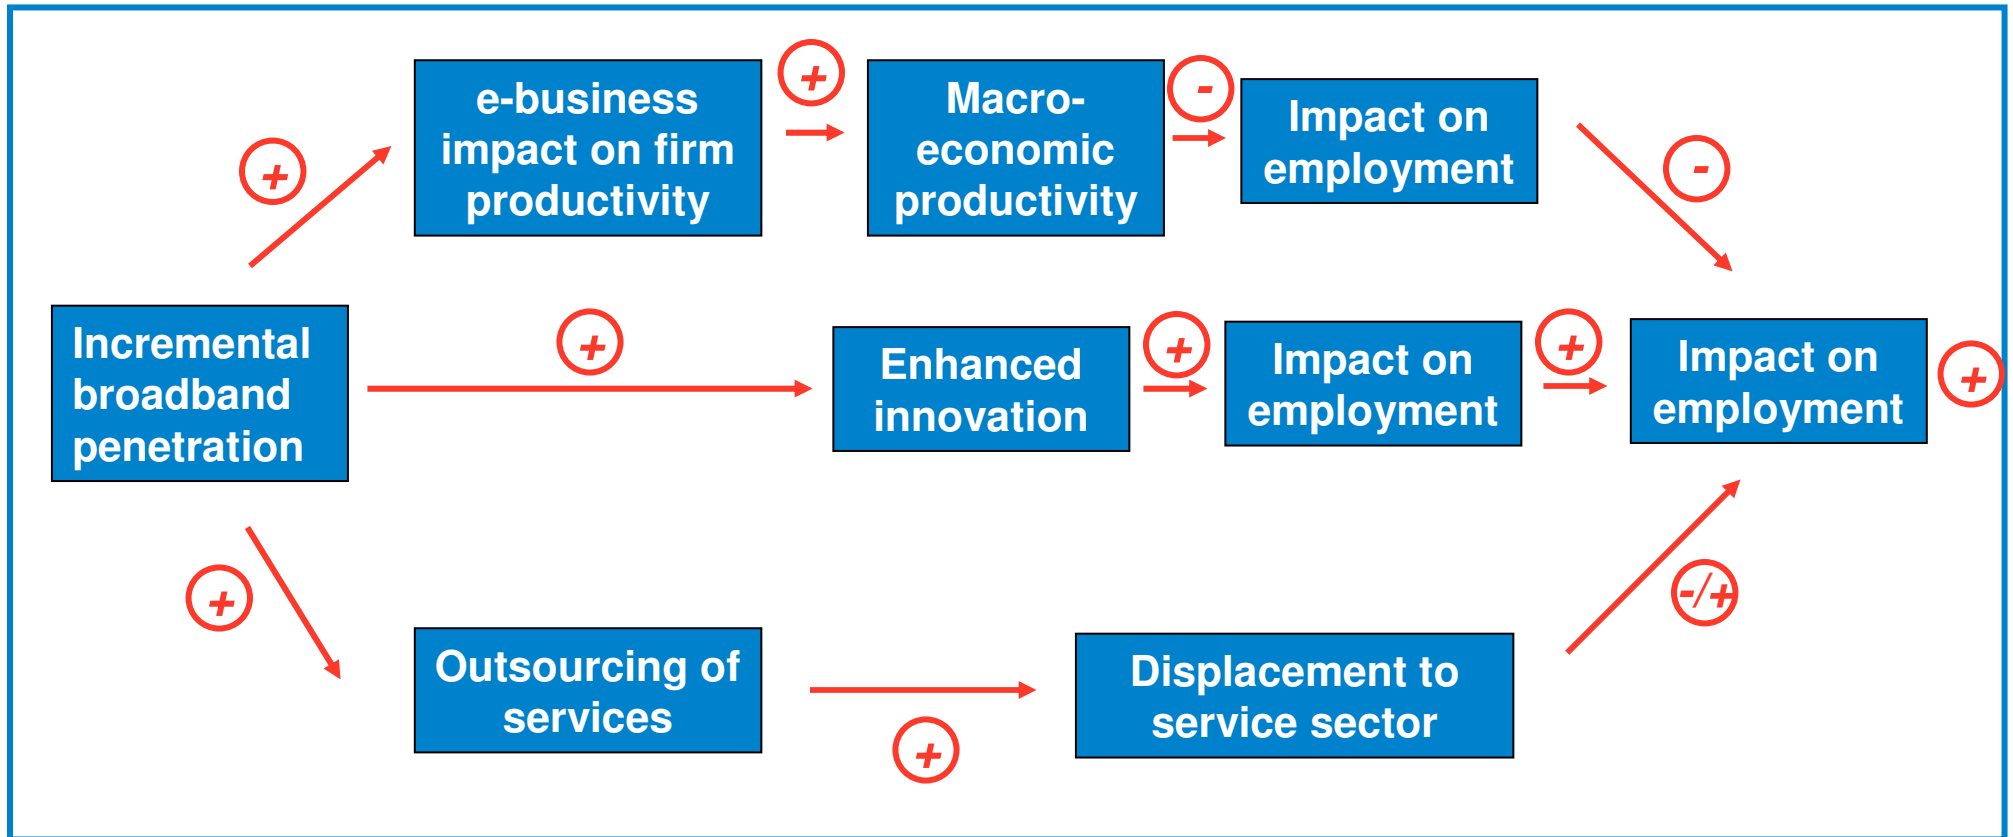 e-business
impact on firm
productivity
+
Macro-
economic
productivity
-
Impact on
employment
+
-
Incremental
broadband
penetration
+
Enhanced
innovation
+
Impact on
employment
+
Impact on
employment
+
+
Outsourcing of
services
+
Displacement to
service sector
-/+